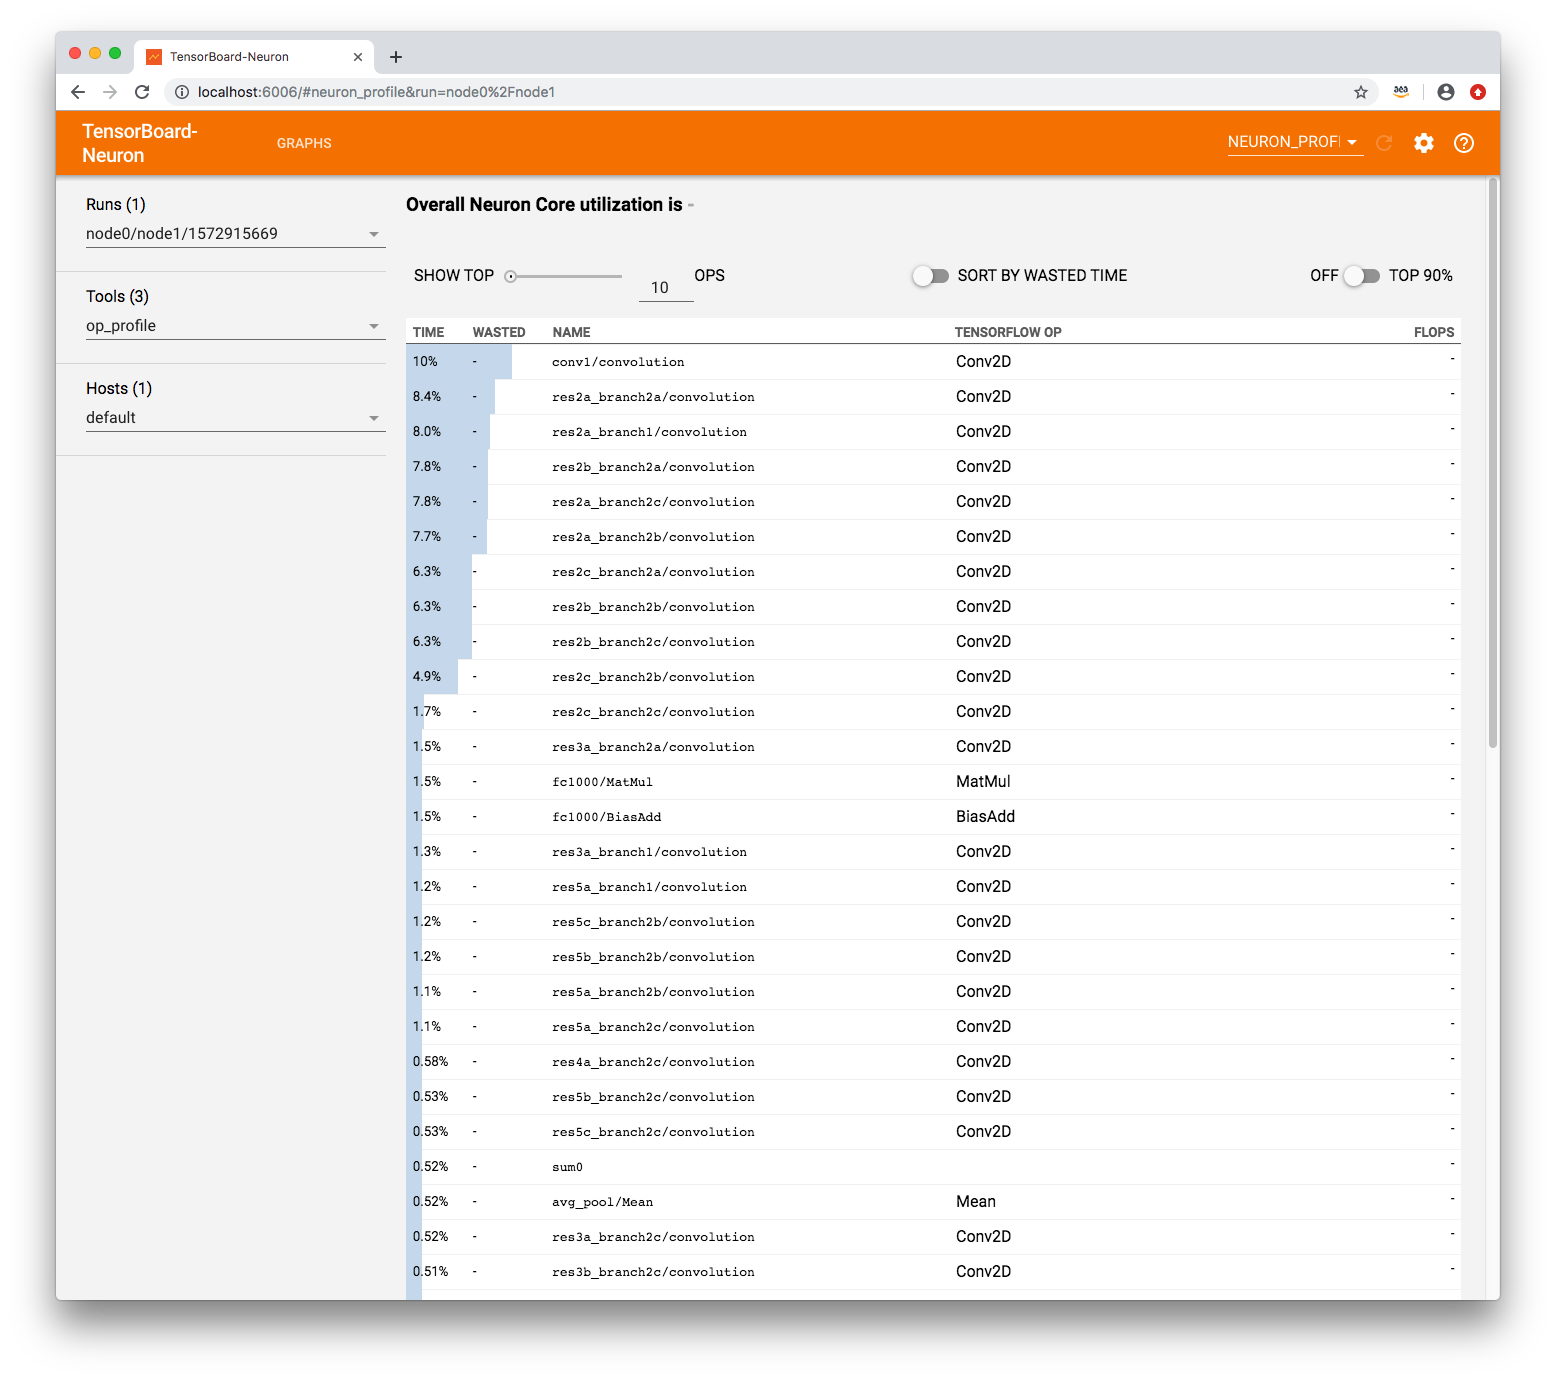 TensorBoard-Neuron
localhost:6006/#neuron_profile&run=node0%2Fnode1
aea
TensorBoard-
Neuron
GRAPHS
NEURON_PROFI
Runs (1)
node0/node1/1572915669
Tools (3)
op_profile
Hosts (1)
default
Overall Neuron Core utilization is -
SHOW TOP 10 OPS SORT BY WASTED TIME OFF TOP 90%
TIME WASTED NAME TENSORFLOW OP FLOPS
10% - conv1/convolution Conv2D -
8.4% - res2a_branch2a/convolution Conv2D -
8.0% - res2a_branch1/convolution Conv2D -
7.8% - res2b_branch2a/convolution Conv2D -
7.8% - res2a_branch2c/convolution Conv2D -
7.7% - res2a_branch2b/convolution Conv2D -
6.3% - res2c_branch2a/convolution Conv2D -
6.3% - res2b_branch2b/convolution Conv2D -
6.3% - res2b_branch2c/convolution Conv2D -
4.9% - res2c_branch2b/convolution Conv2D -
1.7% - res2c_branch2c/convolution Conv2D -
1.5% - res3a_branch2a/convolution Conv2D -
1.5% - fc1000/MatMul MatMul -
1.5% - fc1000/BiasAdd BiasAdd -
1.3% - res3a_branch1/convolution Conv2D -
1.2% - res5a_branch1/convolution Conv2D -
1.2% - res5c_branch2b/convolution Conv2D -
1.2% - res5b_branch2b/convolution Conv2D -
1.1% - res5a_branch2b/convolution Conv2D -
1.1% - res5a_branch2c/convolution Conv2D -
0.58% - res4a_branch2c/convolution Conv2D -
0.53% - res5b_branch2c/convolution Conv2D -
0.53% - res5c_branch2c/convolution Conv2D -
0.52% - sum0 -
0.52% - avg_pool/Mean Mean -
0.52% - res3a_branch2c/convolution Conv2D -
0.51% - res3b_branch2c/convolution Conv2D -